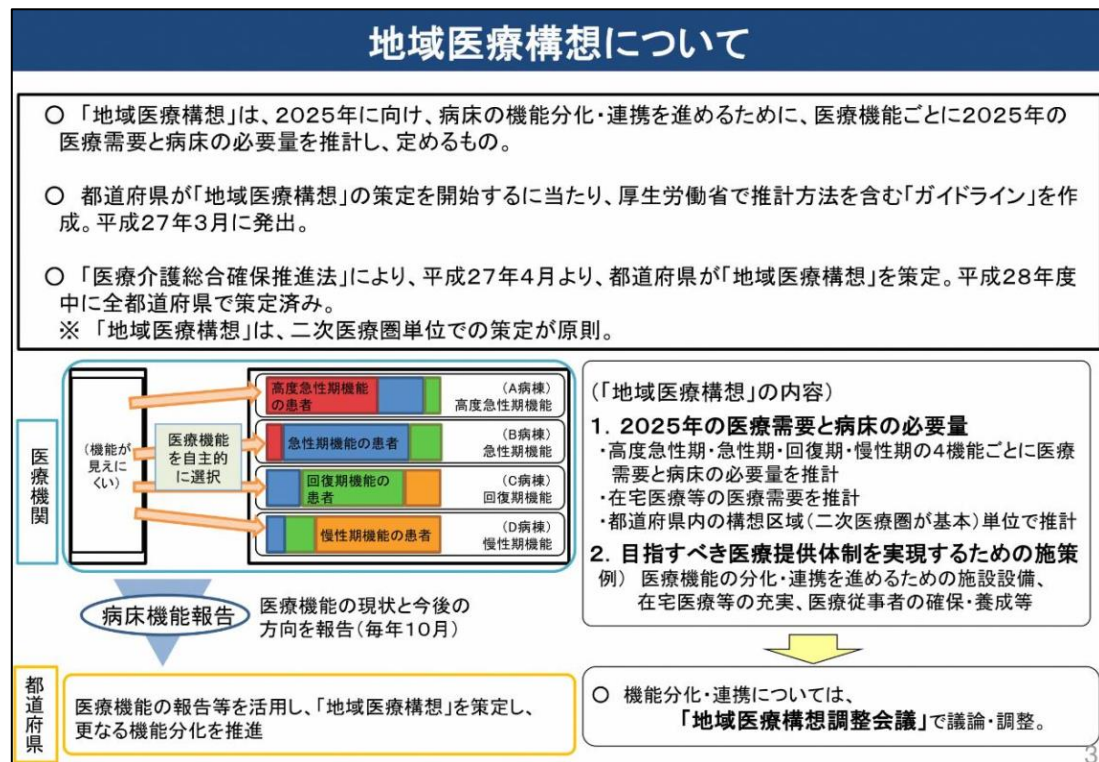 地域医療構想について
○ 「地域医療構想」は、2025年に向け、病床の機能分化・連携を進めるために、医療機能ごとに2025年の
医療需要と病床の必要量を推計し、定めるもの。
○ 都道府県が「地域医療構想」の策定を開始するに当たり、厚生労働省で推計方法を含む「ガイドライン」を作
成。平成27年3月に発出。
○ 「医療介護総合確保推進法」により、平成27年4月より、都道府県が「地域医療構想」を策定。平成28年度
中に全都道府県で策定済み。
※ 「地域医療構想」は、二次医療圏単位での策定が原則。
医療機関
(機能が
見えに
くい)
医療機能
を自主的
に選択
高度急性期機能
の患者
(A病棟)
高度急性期機能
急性期機能の患者
(B病棟)
急性期機能
回復期機能の
患者
(C病棟)
回復期機能
慢性期機能の患者
(D病棟)
慢性期機能
病床機能報告
医療機能の現状と今後の
方向を報告(毎年10月)
都道府県
医療機能の報告等を活用し、「地域医療構想」を策定し、
更なる機能分化を推進
(「地域医療構想」の内容)
1. 2025年の医療需要と病床の必要量
・高度急性期・急性期・回復期・慢性期の4機能ごとに医療
需要と病床の必要量を推計
・在宅医療等の医療需要を推計
・都道府県内の構想区域(二次医療圏が基本)単位で推計
2. 目指すべき医療提供体制を実現するための施策
例) 医療機能の分化・連携を進めるための施設設備、
在宅医療等の充実、医療従事者の確保・養成等
○ 機能分化・連携については、
「地域医療構想調整会議」で議論・調整。
3